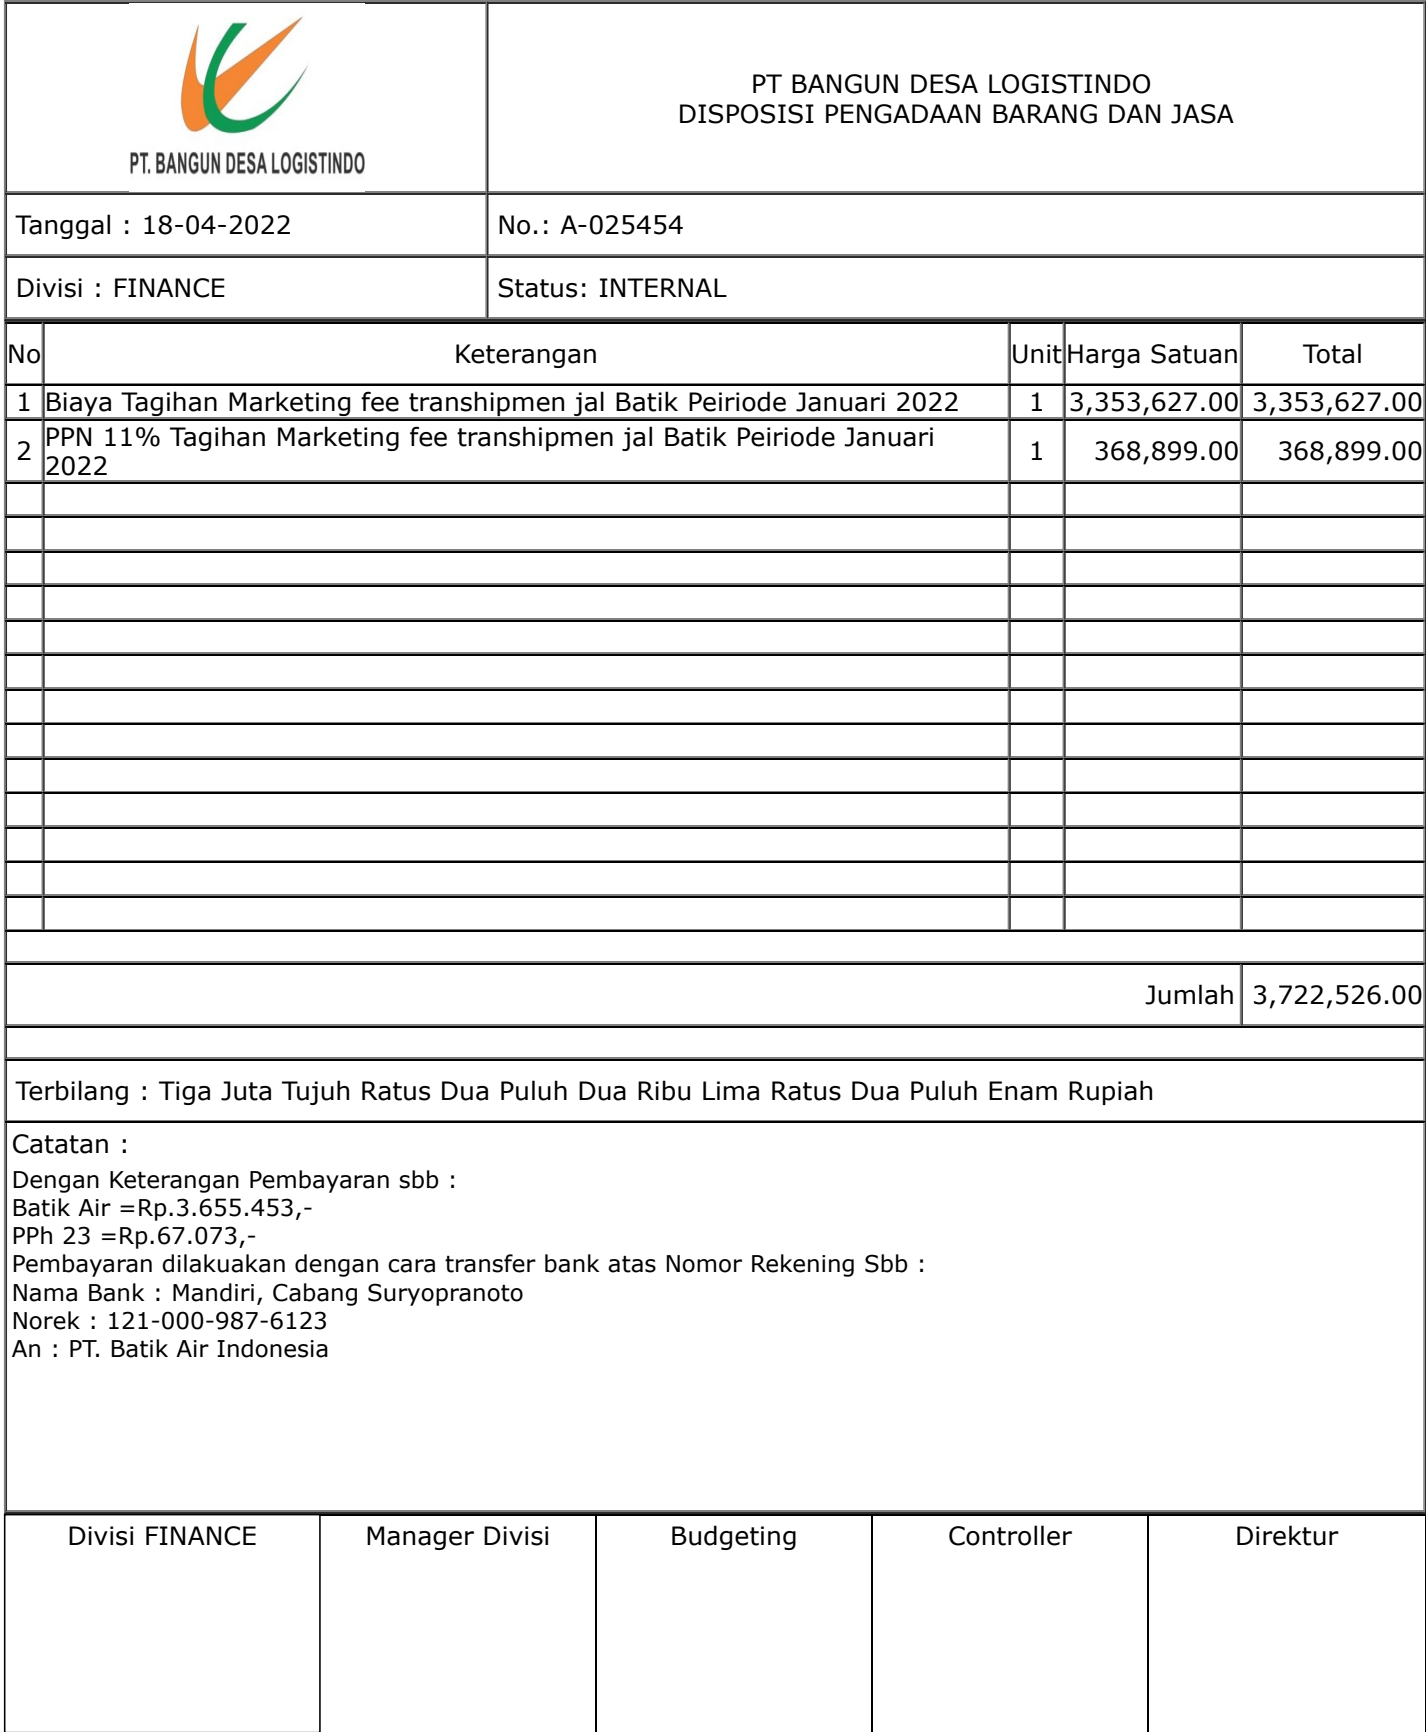 PT. BANGUN DESA LOGISTINDO
PT BANGUN DESA LOGISTINDO
DISPOSISI PENGADAAN BARANG DAN JASA
Tanggal : 18-04-2022
No.: A-025454
Divisi : FINANCE
Status: INTERNAL
No Keterangan Unit Harga Satuan Total
1 Biaya Tagihan Marketing fee transhipmen jal Batik Peiriode Januari 2022 1 3,353,627.00 3,353,627.00
2 PPN 11% Tagihan Marketing fee transhipmen jal Batik Peiriode Januari
2022 1 368,899.00 368,899.00
Jumlah 3,722,526.00
Terbilang : Tiga Juta Tujuh Ratus Dua Puluh Dua Ribu Lima Ratus Dua Puluh Enam Rupiah
Catatan :
Dengan Keterangan Pembayaran sbb :
Batik Air =Rp.3.655.453,-
PPh 23 =Rp.67.073,-
Pembayaran dilakuakan dengan cara transfer bank atas Nomor Rekening Sbb :
Nama Bank : Mandiri, Cabang Suryopranoto
Norek : 121-000-987-6123
An : PT. Batik Air Indonesia
Divisi FINANCE Manager Divisi Budgeting Controller Direktur